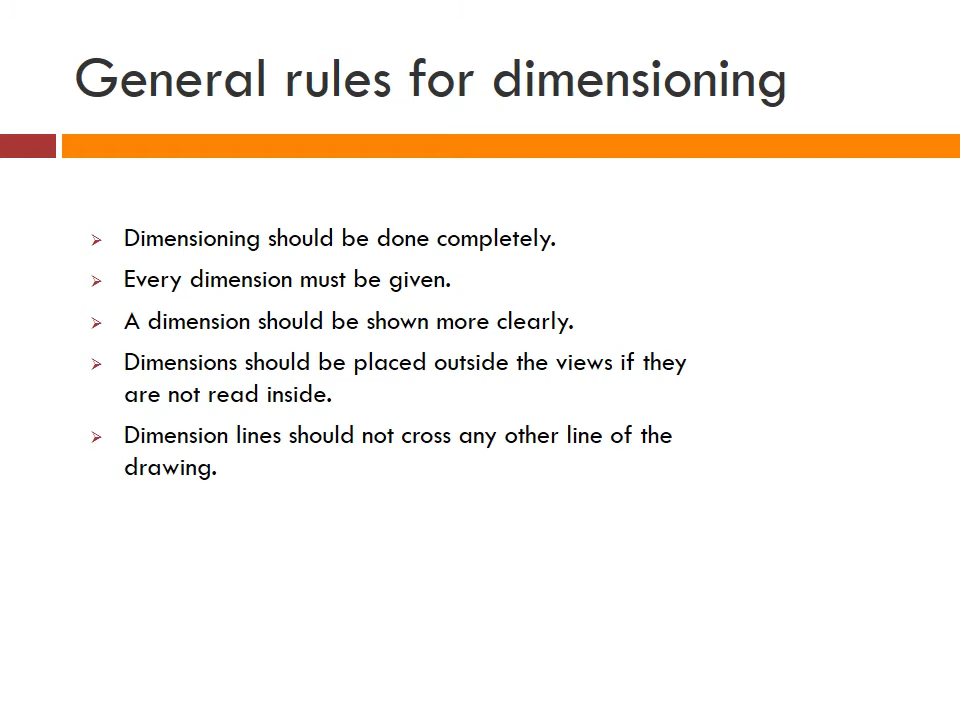 General rules for dimensioning
Dimensioning should be done completely.
Every dimension must be given.
A dimension should be shown more clearly.
Dimensions should be placed outside the views if they
are not read inside.
Dimension lines should not cross any other line of the
drawing.